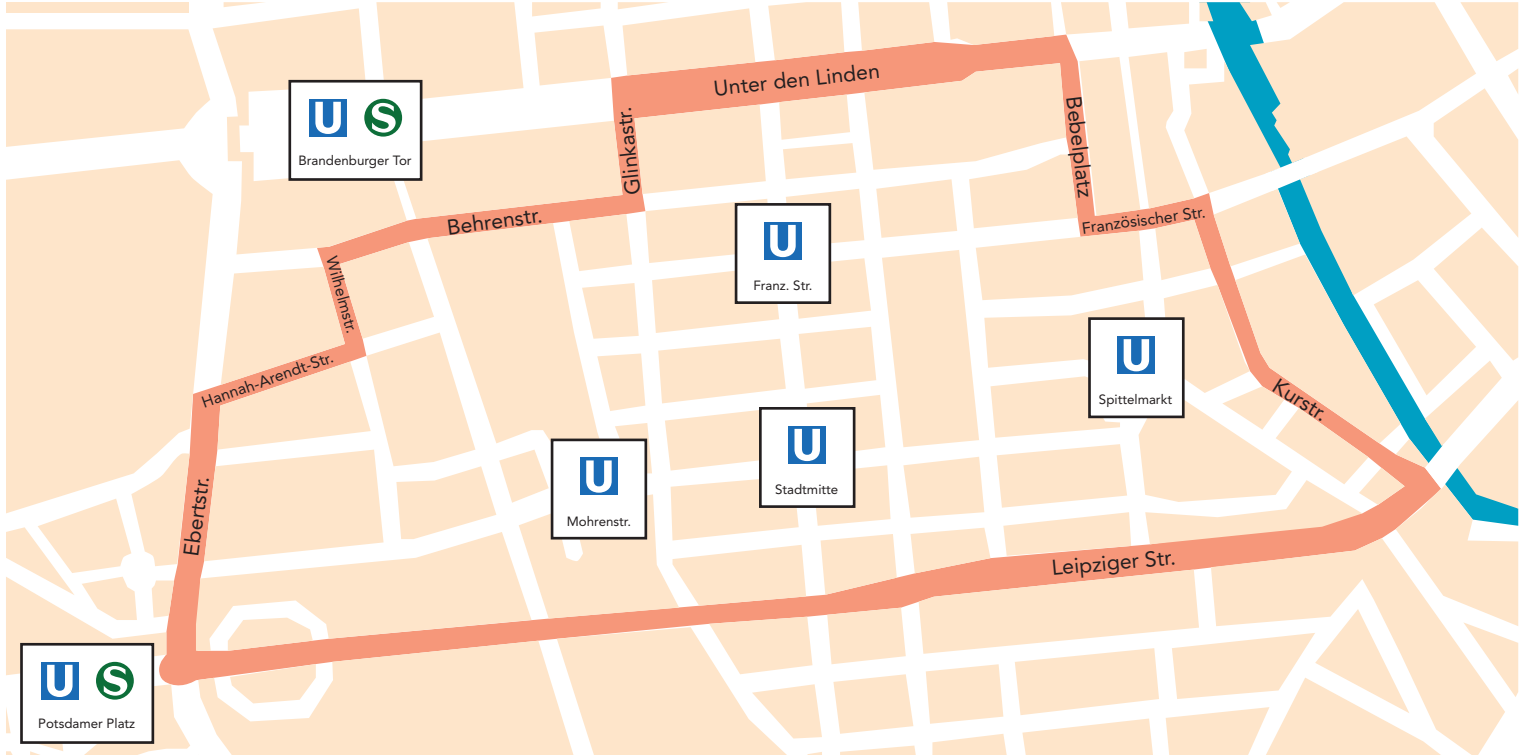 Unter den Linden
U S
Brandenburger Tor
Glinkastr.
Bebelplatz
Behrenstr.
Französischer Str.
U
Franz. Str.
Wilhelmstr.
U
Spittelmarkt
Hannah-Arendt-Str.
Kurstr.
U
Stadtmitte
U
Mohrenstr.
Ebertstr.
Leipziger Str.
U S
Potsdamer Platz